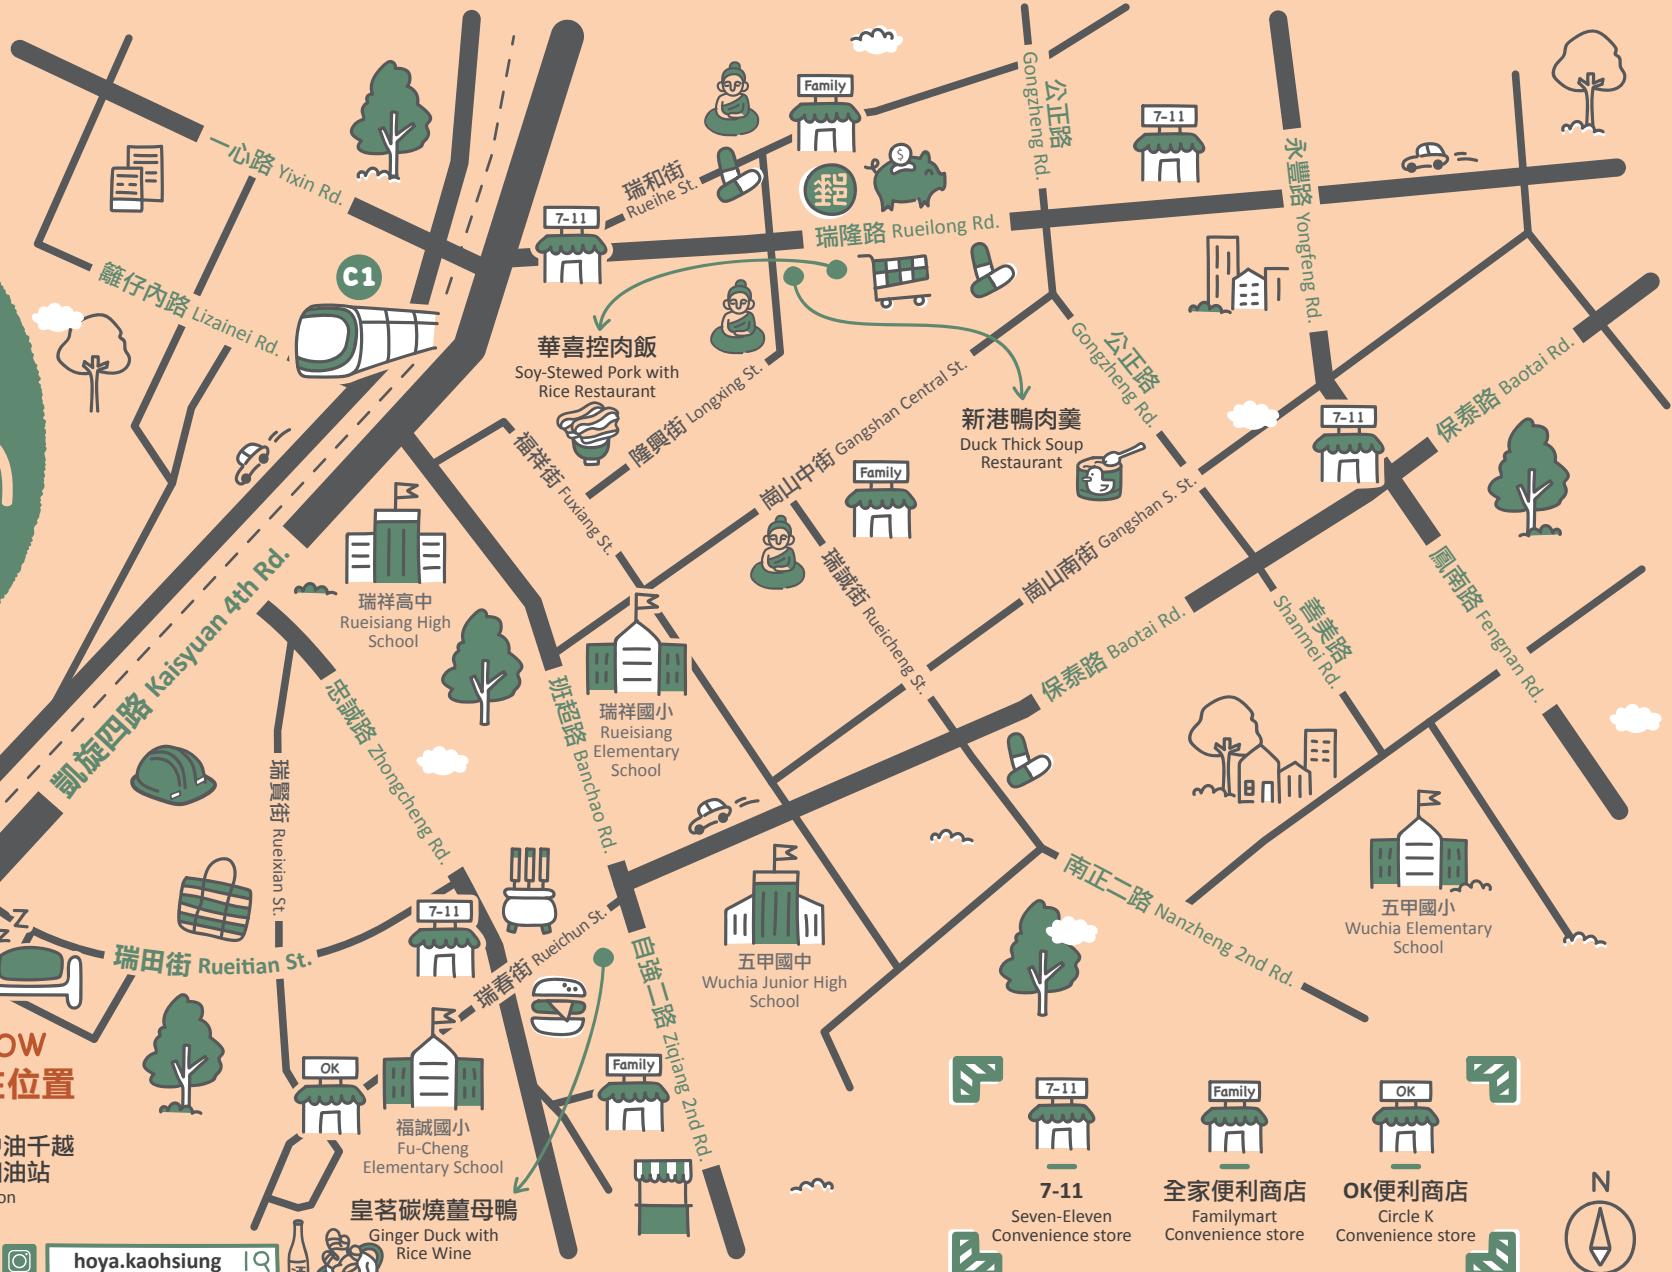 一心路 Yixin Rd.
籬仔內路 Lizainei Rd.
C1
瑞和街
Rueihe St.
Family
7-11
郵
$
瑞隆路 Rueilong Rd.
公正路
Gongzheng Rd.
7-11
永豐路 Yongfeng Rd.
華喜控肉飯
Soy-Stewed Pork with
Rice Restaurant
隆興街 Longxing St.
福祥街 Fuxiang St.
崗山中街 Gangshan Central St.
新港鴨肉羹
Duck Thick Soup
Restaurant
公正路
Gongzheng Rd.
7-11
保泰路 Baotai Rd.
Family
崗山南街 Gangshan S. St.
瑞誠街 Rueicheng St.
瑞祥高中
Rueisiang High
School
凱旋四路 Kaisyuan 4th Rd.
忠誠路 Zhongcheng Rd.
班超路 Banchao Rd.
瑞祥國小
Rueisiang
Elementary
School
保泰路 Baotai Rd.
善美路
Shanmei Rd.
鳳南路 Fengnan Rd.
瑞賢街 Rueixian St.
瑞田街 Rueitian St.
7-11
瑞春街 Rueichun St.
自強二路 Ziqiang 2nd Rd.
五甲國中
Wuchia Junior High
School
南正二路 Nanzheng 2nd Rd.
五甲國小
Wuchia Elementary
School
Z
Z
OW
位置
油千越
油站
on
OK
福誠國小
Fu-Cheng
Elementary School
Family
皇茗碳燒薑母鴨
Ginger Duck with
Rice Wine
hoya.kaohsiung
7-11
7-11
Seven-Eleven
Convenience store
Family
全家便利商店
Familymart
Convenience store
OK
OK便利商店
Circle K
Convenience store
N